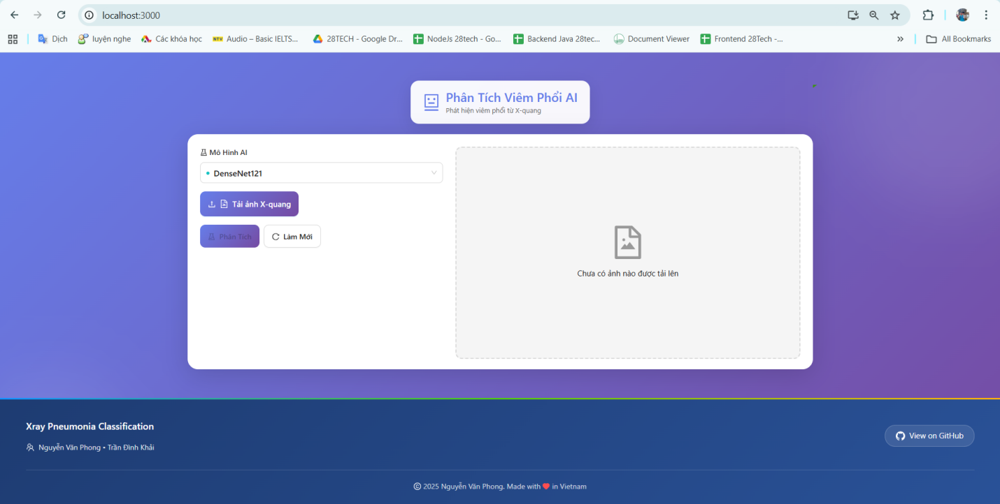 localhost:3000
Dịch
luyện nghe
Các khóa học
NTV Audio – Basic IELTS...
28TECH - Google Dr...
NodeJs 28tech - Go...
Backend Java 28tec...
Document Viewer
Frontend 28Tech -...
»
All Bookmarks
Phân Tích Viêm Phổi AI
Phát hiện viêm phổi từ X-quang
Mô Hình AI
DenseNet121
Tải ảnh X-quang
Phân Tích
Làm Mới
Chưa có ảnh nào được tải lên
Xray Pneumonia Classification
Nguyễn Văn Phong • Trần Đình Khải
View on GitHub
© 2025 Nguyễn Văn Phong. Made with ❤ in Vietnam